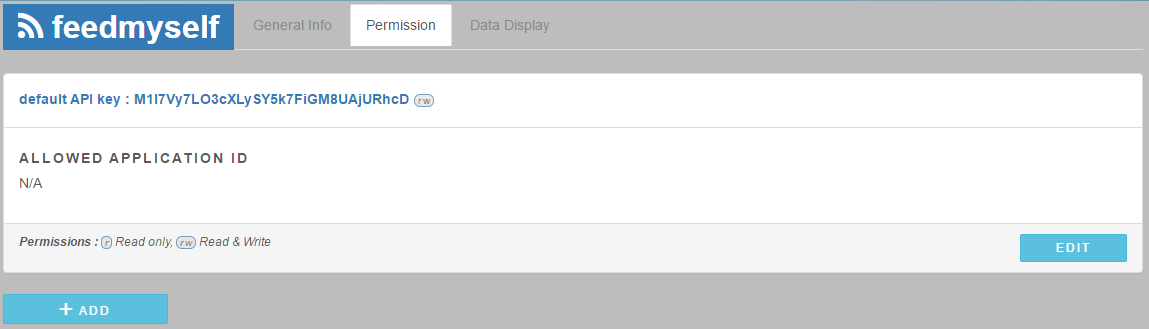 feedmyself General Info Permission Data Display
default API key : M1I7Vy7LO3cXLySY5k7FiGM8UAjURhcD rw
ALLOWED APPLICATION ID
N/A
Permissions : r Read only, rw Read & Write EDIT
+ ADD